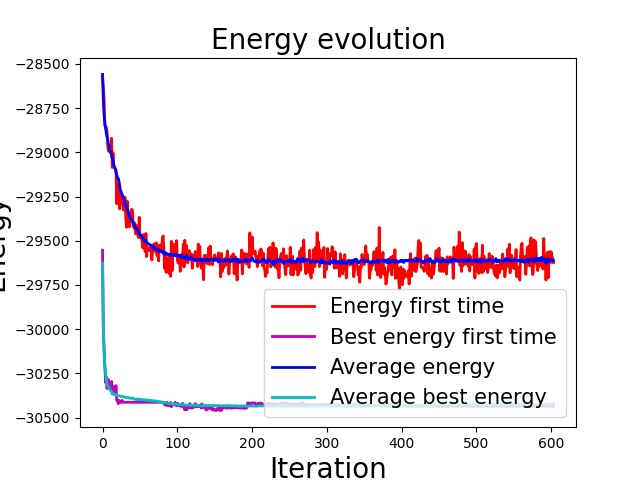 Energy evolution
Energy
−28500
−28750
−29000
−29250
−29500
−29750
−30000
−30250
−30500
Energy first time
Best energy first time
Average energy
Average best energy
0 100 200 300 400 500 600
Iteration